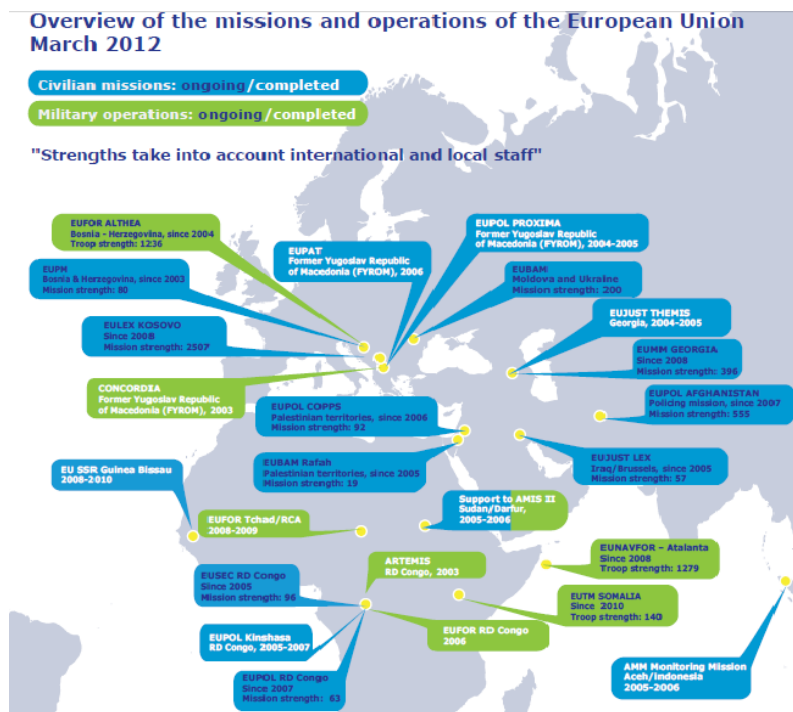 Overview of the missions and operations of the European Union
March 2012
Civilian missions: ongoing/completed
Military operations: ongoing/completed
"Strengths take into account international and local staff"
EUFOR ALTHEA
Bosnia - Herzegovina, since 2004
Troop strength: 1236
EUPM
Bosnia & Herzegovina, since 2003
Mission strength: 80
EULEX KOSOVO
Since 2008
Mission strength: 2507
CONCORDIA
Former Yugoslav Republic
of Macedonia (FYROM), 2003
EUPAT
Former Yugoslav Republic
of Macedonia (FYROM), 2006
EUPOL PROXIMA
Former Yugoslav Republic
of Macedonia (FYROM), 2004-2005
EUBAM
Moldova and Ukraine
Mission strength: 200
EUJUST THEMIS
Georgia, 2004-2005
EUMM GEORGIA
Since 2008
Mission strength: 396
EUPOL AFGHANISTAN
Policing mission, since 2007
Mission strength: 555
EUPOL COPPS
Palestinian territories, since 2006
Mission strength: 92
EUBAM Rafah
Palestinian territories, since 2005
Mission strength: 19
EUJUST LEX
Iraq/Brussels, since 2005
Mission strength: 57
EU SSR Guinea Bissau
2008-2010
EUFOR Tchad/RCA
2008-2009
Support to AMIS II
Sudan/Darfur,
2005-2006
EUNAVFOR – Atalanta
Since 2008
Troop strength: 1279
EUSEC RD Congo
Since 2005
Mission strength: 96
ARTEMIS
RD Congo, 2003
EUTM SOMALIA
Since 2010
Troop strength: 140
EUPOL Kinshasa
RD Congo, 2005-2007
EUFOR RD Congo
2006
EUPOL RD Congo
Since 2007
Mission strength: 63
AMM Monitoring Mission
Aceh/Indonesia
2005-2006